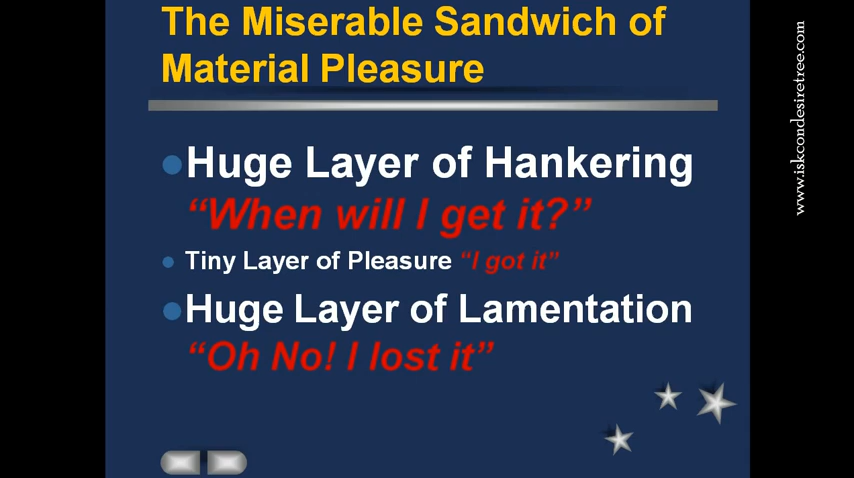 The Miserable Sandwich of
Material Pleasure
Huge Layer of Hankering
“When will I get it?”
Tiny Layer of Pleasure “I got it”
Huge Layer of Lamentation
“Oh No! I lost it”
www.iskcondesiretree.com